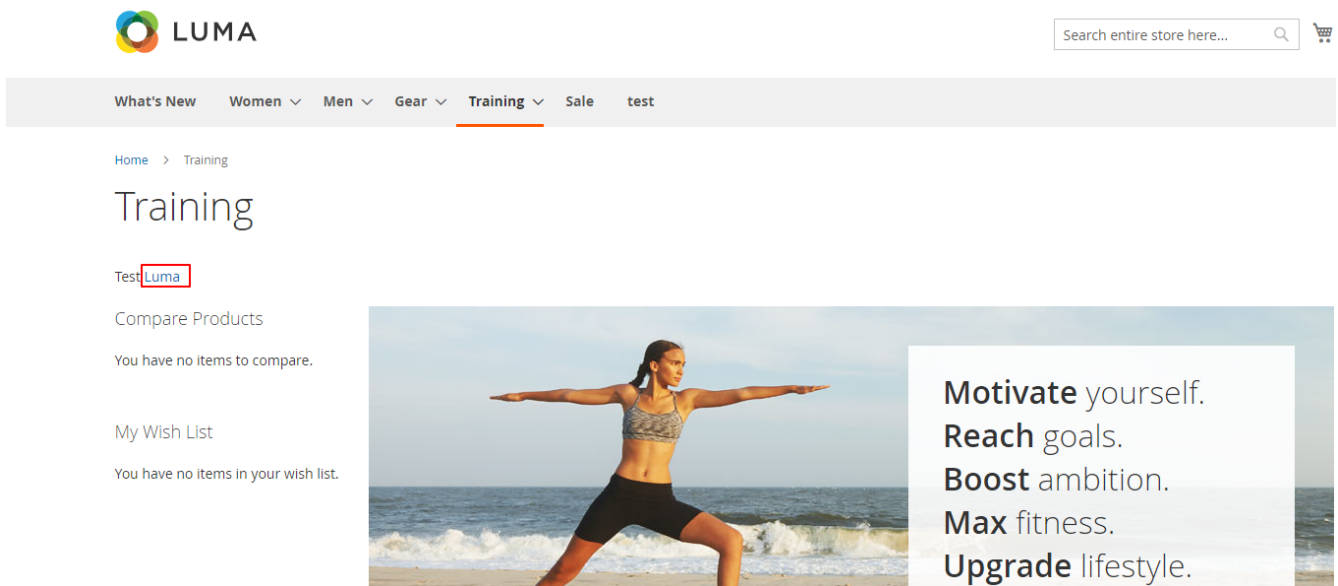 LUMA
Search entire store here...
What's New Women Men Gear Training Sale test
Home > Training
Training
Test Luma
Compare Products
You have no items to compare.
My Wish List
You have no items in your wish list.
Motivate yourself.
Reach goals.
Boost ambition.
Max fitness.
Upgrade lifestyle.